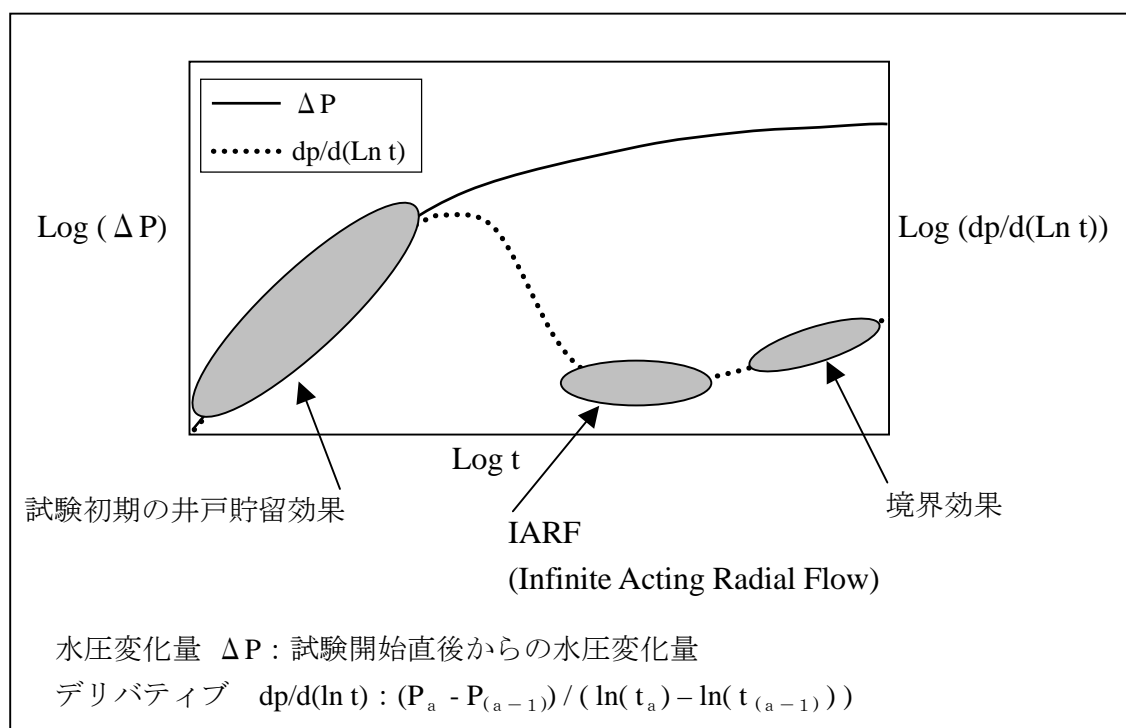 ΔP
dp/d(Ln t)
Log (ΔP)
Log (dp/d(Ln t))
Log t
試験初期の井戸貯留効果
IARF
(Infinite Acting Radial Flow)
境界効果
水圧変化量 ΔP:試験開始直後からの水圧変化量
デリバティブ dp/d(ln t) : (Pₐ - P₍ₐ₋₁₎) / ( ln( tₐ) – ln( t₍ₐ₋₁₎) )